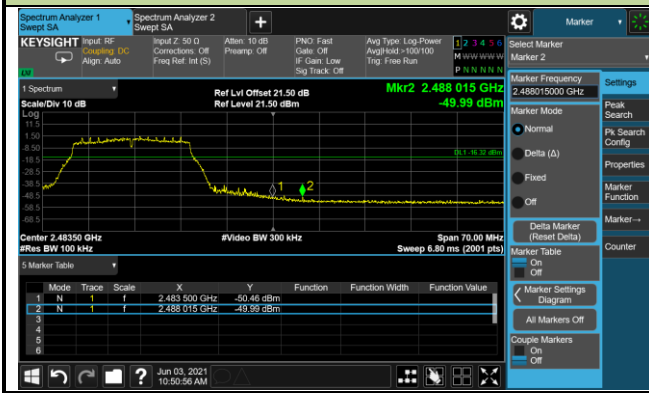 Spectrum Analyzer 1
Swept SA
Spectrum Analyzer 2
Swept SA
+
Marker
KEYSIGHT
Input: RF
Coupling: DC
Align: Auto
Input Z: 50 Ω
Corrections: Off
Freq Ref: Int (S)
Atten: 10 dB
Preamp: Off
PNO: Fast
Gate: Off
IF Gain: Low
Sig Track: Off
Avg Type: Log-Power
Avg|Hold:>100/100
Trig: Free Run
1 2 3 4 5 6
M W W W W W
P N N N N N
LXI
Select Marker
Marker 2
1 Spectrum
Scale/Div 10 dB
Log
Ref Lvl Offset 21.50 dB
Ref Level 21.50 dBm
Mkr2 2.488 015 GHz
-49.99 dBm
11.5
1.50
-8.50
-18.5
-28.5
-38.5
-48.5
-58.5
-68.5
DL1 -16.32 dBm
1
2
Center 2.48350 GHz
#Res BW 100 kHz
#Video BW 300 kHz
Span 70.00 MHz
Sweep 6.80 ms (2001 pts)
5 Marker Table
Mode Trace Scale X Y Function Function Width Function Value
1 N 1 f 2.483 500 GHz -50.46 dBm
2 N 1 f 2.488 015 GHz -49.99 dBm
3
4
5
6
Marker Frequency
2.488015000 GHz
Marker Mode
Normal
Delta (Δ)
Fixed
Off
Delta Marker
(Reset Delta)
Marker Table
On
Off
Marker Settings
Diagram
All Markers Off
Couple Markers
On
Off
Settings
Peak
Search
Pk Search
Config
Properties
Marker
Function
Marker→
Counter
?
Jun 03, 2021
10:50:56 AM